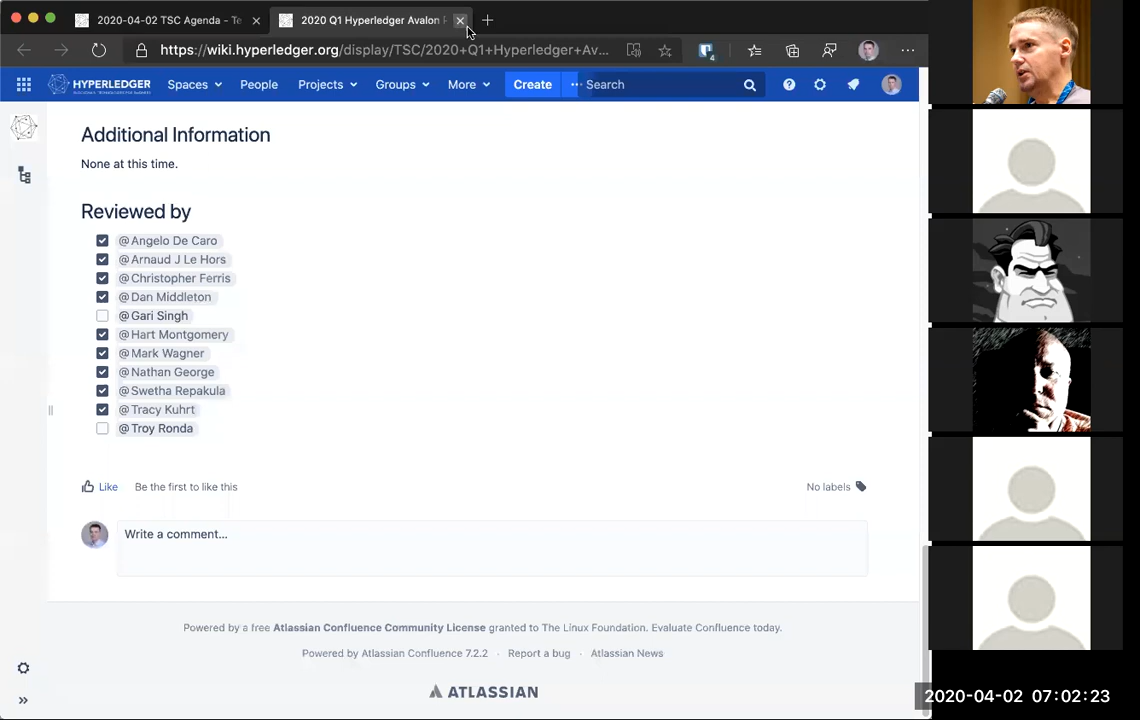 2020-04-02 TSC Agenda - Te
2020 Q1 Hyperledger Avalon
https://wiki.hyperledger.org/display/TSC/2020+Q1+Hyperledger+Av...
4
HYPERLEDGER
Spaces
People
Projects
Groups
More
Create
Search
Additional Information
None at this time.
Reviewed by
@Angelo De Caro
@Arnaud J Le Hors
@Christopher Ferris
@Dan Middleton
@Gari Singh
@Hart Montgomery
@Mark Wagner
@Nathan George
@Swetha Repakula
@Tracy Kuhrt
@Troy Ronda
Like
Be the first to like this
No labels
Write a comment…
Powered by a free Atlassian Confluence Community License granted to The Linux Foundation. Evaluate Confluence today.
Powered by Atlassian Confluence 7.2.2 · Report a bug · Atlassian News
ATLASSIAN
2020-04-02 07:02:23